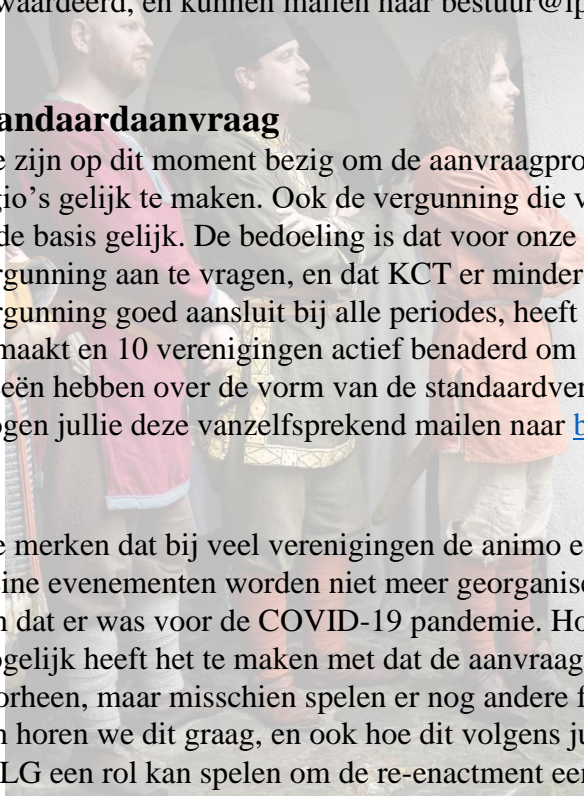 waardeerd, en kunnen mailen naar bestuur@lp
andaardaanvraag
e zijn op dit moment bezig om de aanvraagpro
gio's gelijk te maken. Ook de vergunning die v
de basis gelijk. De bedoeling is dat voor onze
rgunning aan te vragen, en dat KCT er minder
rgunning goed aansluit bij alle periodes, heeft
maakt en 10 verenigingen actief benaderd om
eën hebben over de vorm van de standaardver
ogen jullie deze vanzelfsprekend mailen naar b
e merken dat bij veel verenigingen de animo e
eine evenementen worden niet meer georganise
n dat er was voor de COVID-19 pandemie. Ho
ogelijk heeft het te maken met dat de aanvraag
orheen, maar misschien spelen er nog andere f
n horen we dit graag, en ook hoe dit volgens ju
LG een rol kan spelen om de re-enactment een